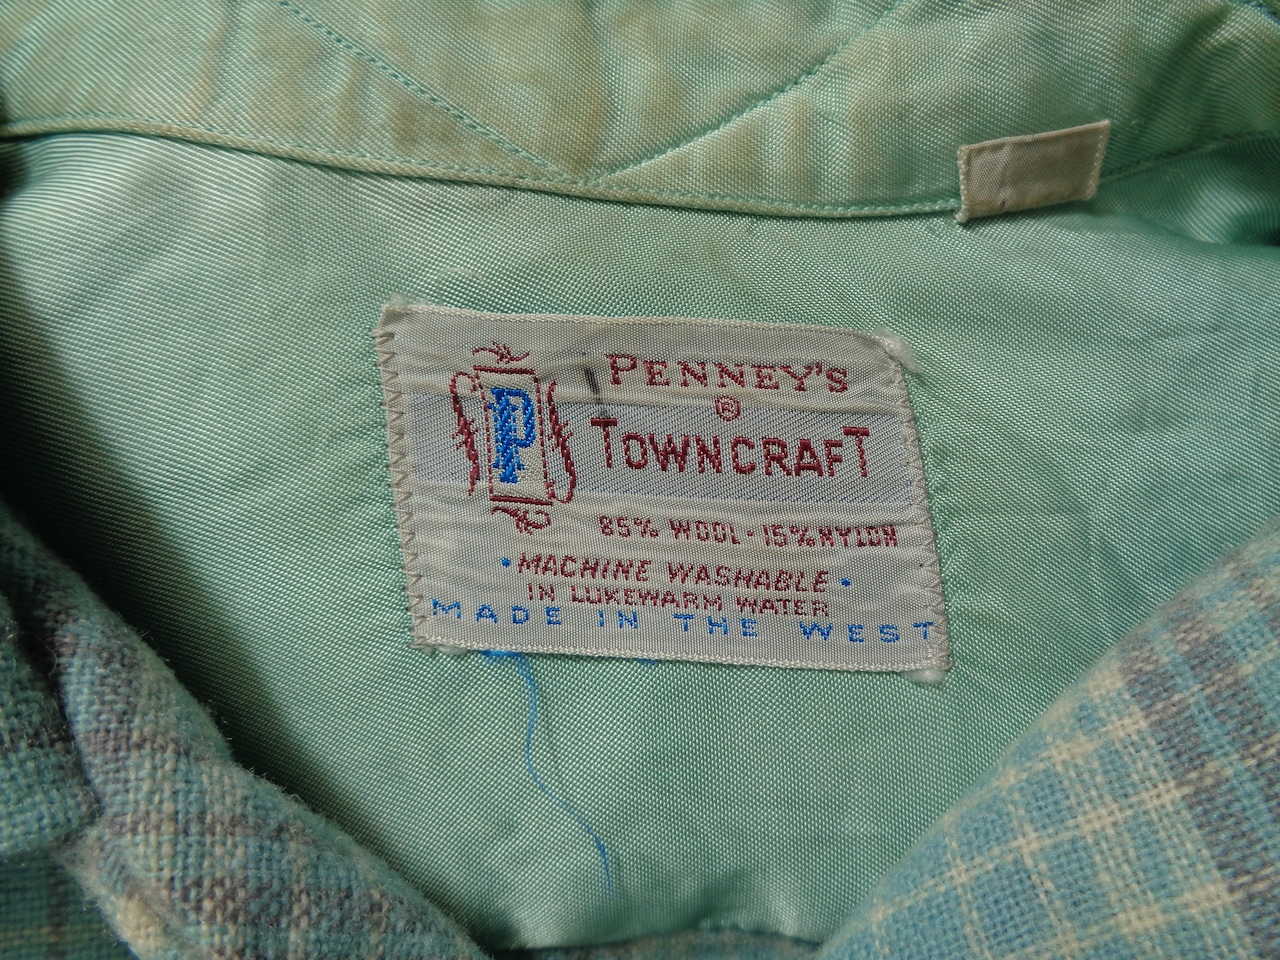 P
PENNEY'S
®
TOWNCRAFT
85% WOOL - 15% NYLON
• MACHINE WASHABLE •
IN LUKEWARM WATER
MADE IN THE WEST